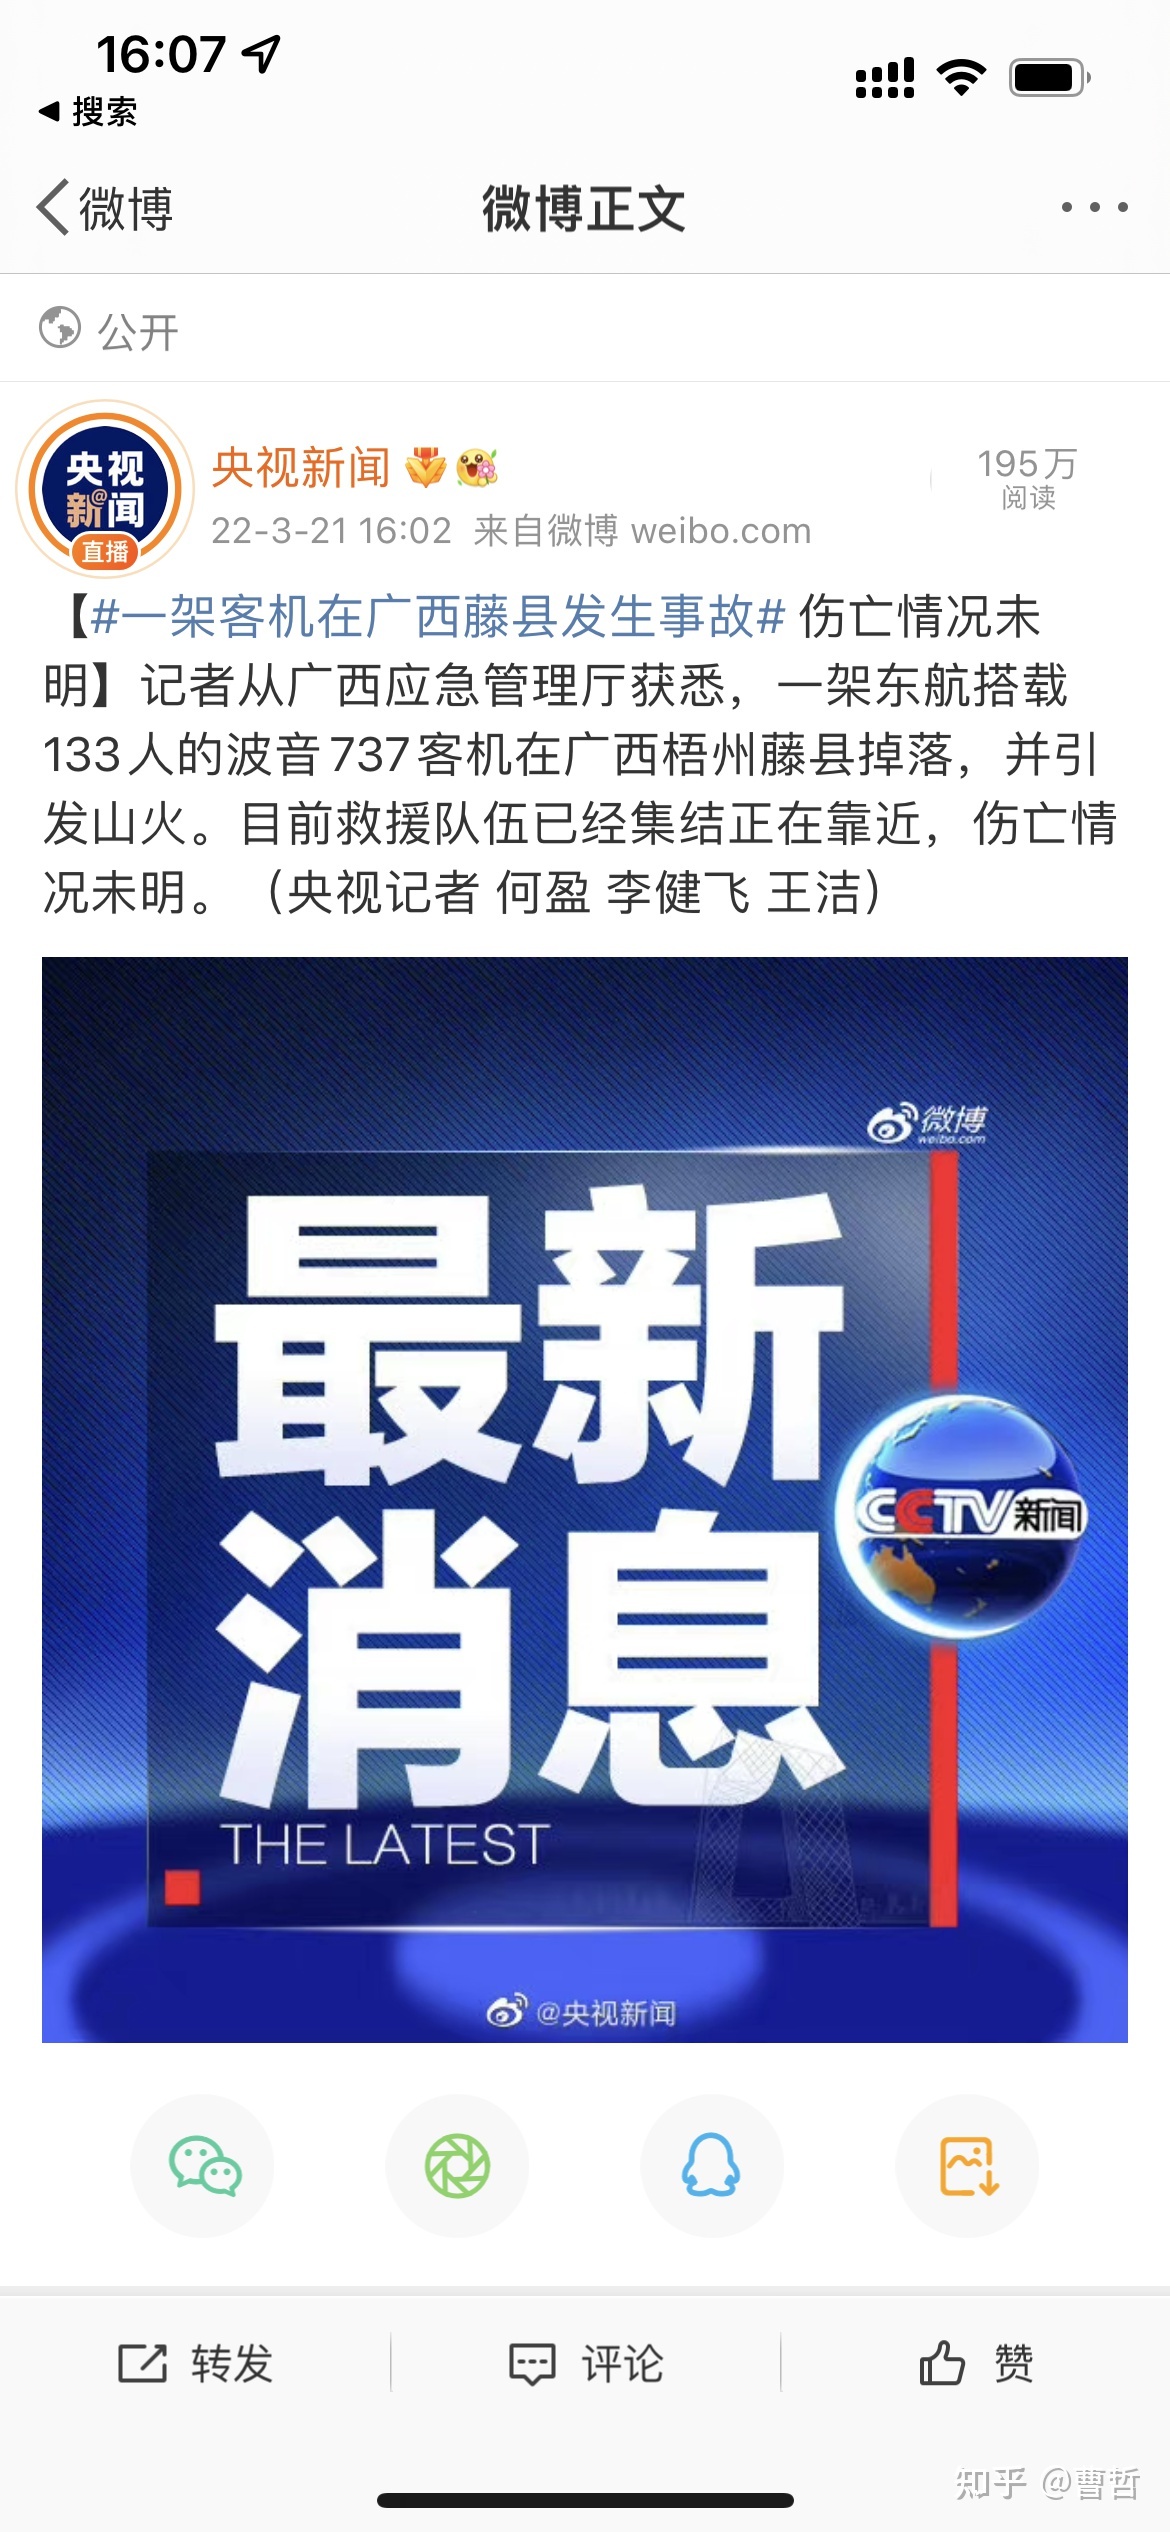 16:07
搜索
微博
微博正文
公开
央视
新@闻
直播
央视新闻
195万
阅读
22-3-21 16:02 来自微博 weibo.com
【#一架客机在广西藤县发生事故# 伤亡情况未
明】记者从广西应急管理厅获悉，一架东航搭载
133人的波音737客机在广西梧州藤县掉落，并引
发山火。目前救援队伍已经集结正在靠近，伤亡情
况未明。（央视记者 何盈 李健飞 王洁）
微博
weibo.com
最新
消息
CCTV新闻
THE LATEST
@央视新闻
转发
评论
赞
知乎 @曹哲